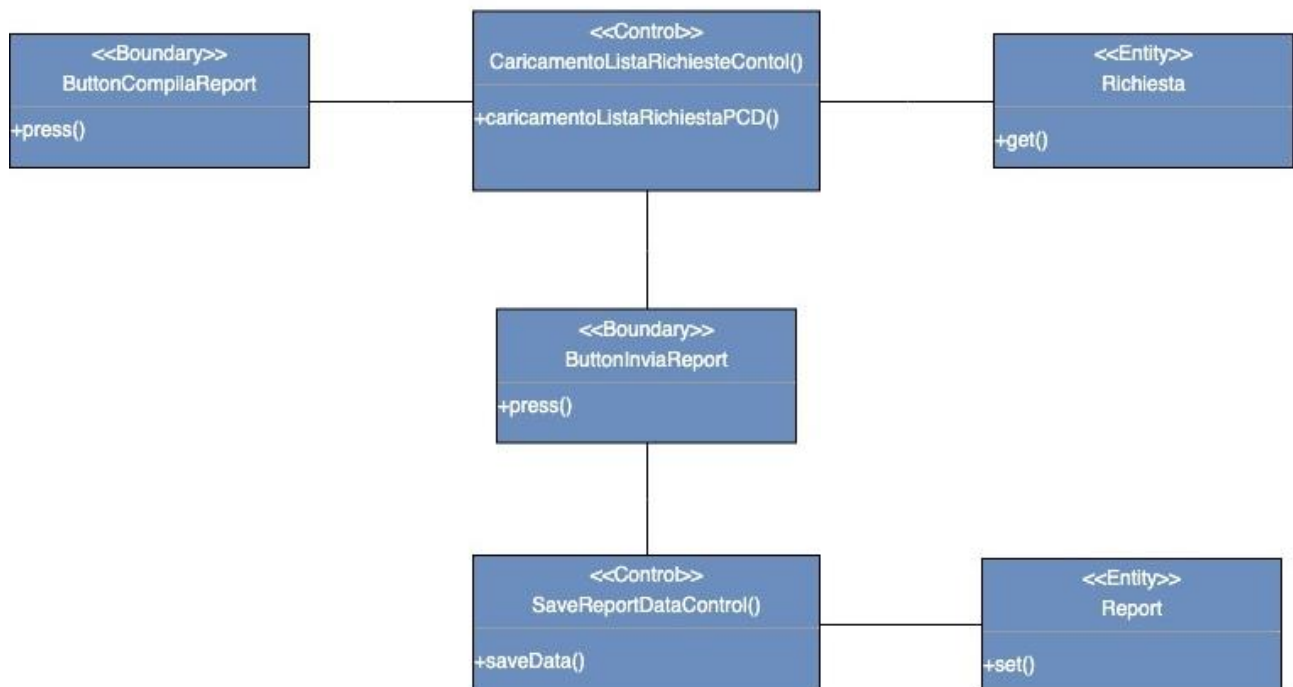 <<Boundary>>
ButtonCompilaReport
+press()
<<Control>>
CaricamentoListaRichiesteContol()
+caricamentoListaRichiestaPCD()
<<Entity>>
Richiesta
+get()
<<Boundary>>
ButtonInviaReport
+press()
<<Control>>
SaveReportDataControl()
+saveData()
<<Entity>>
Report
+set()